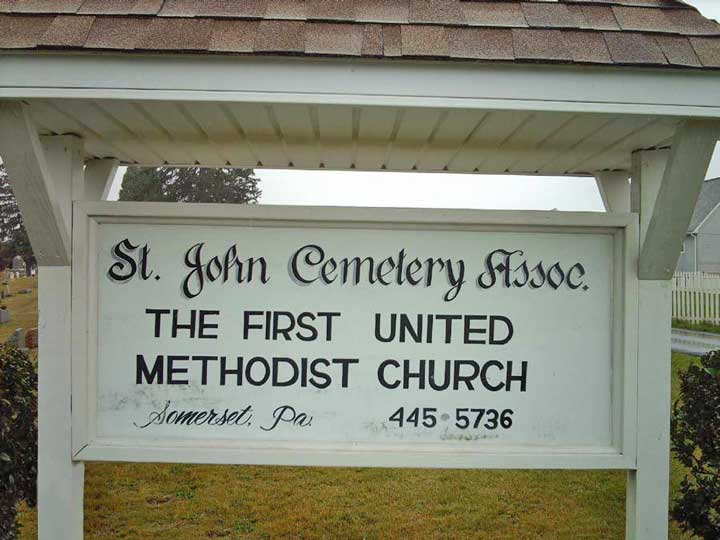 St. John Cemetery Assoc.
THE FIRST UNITED
METHODIST CHURCH
Somerset, Pa. 445-5736